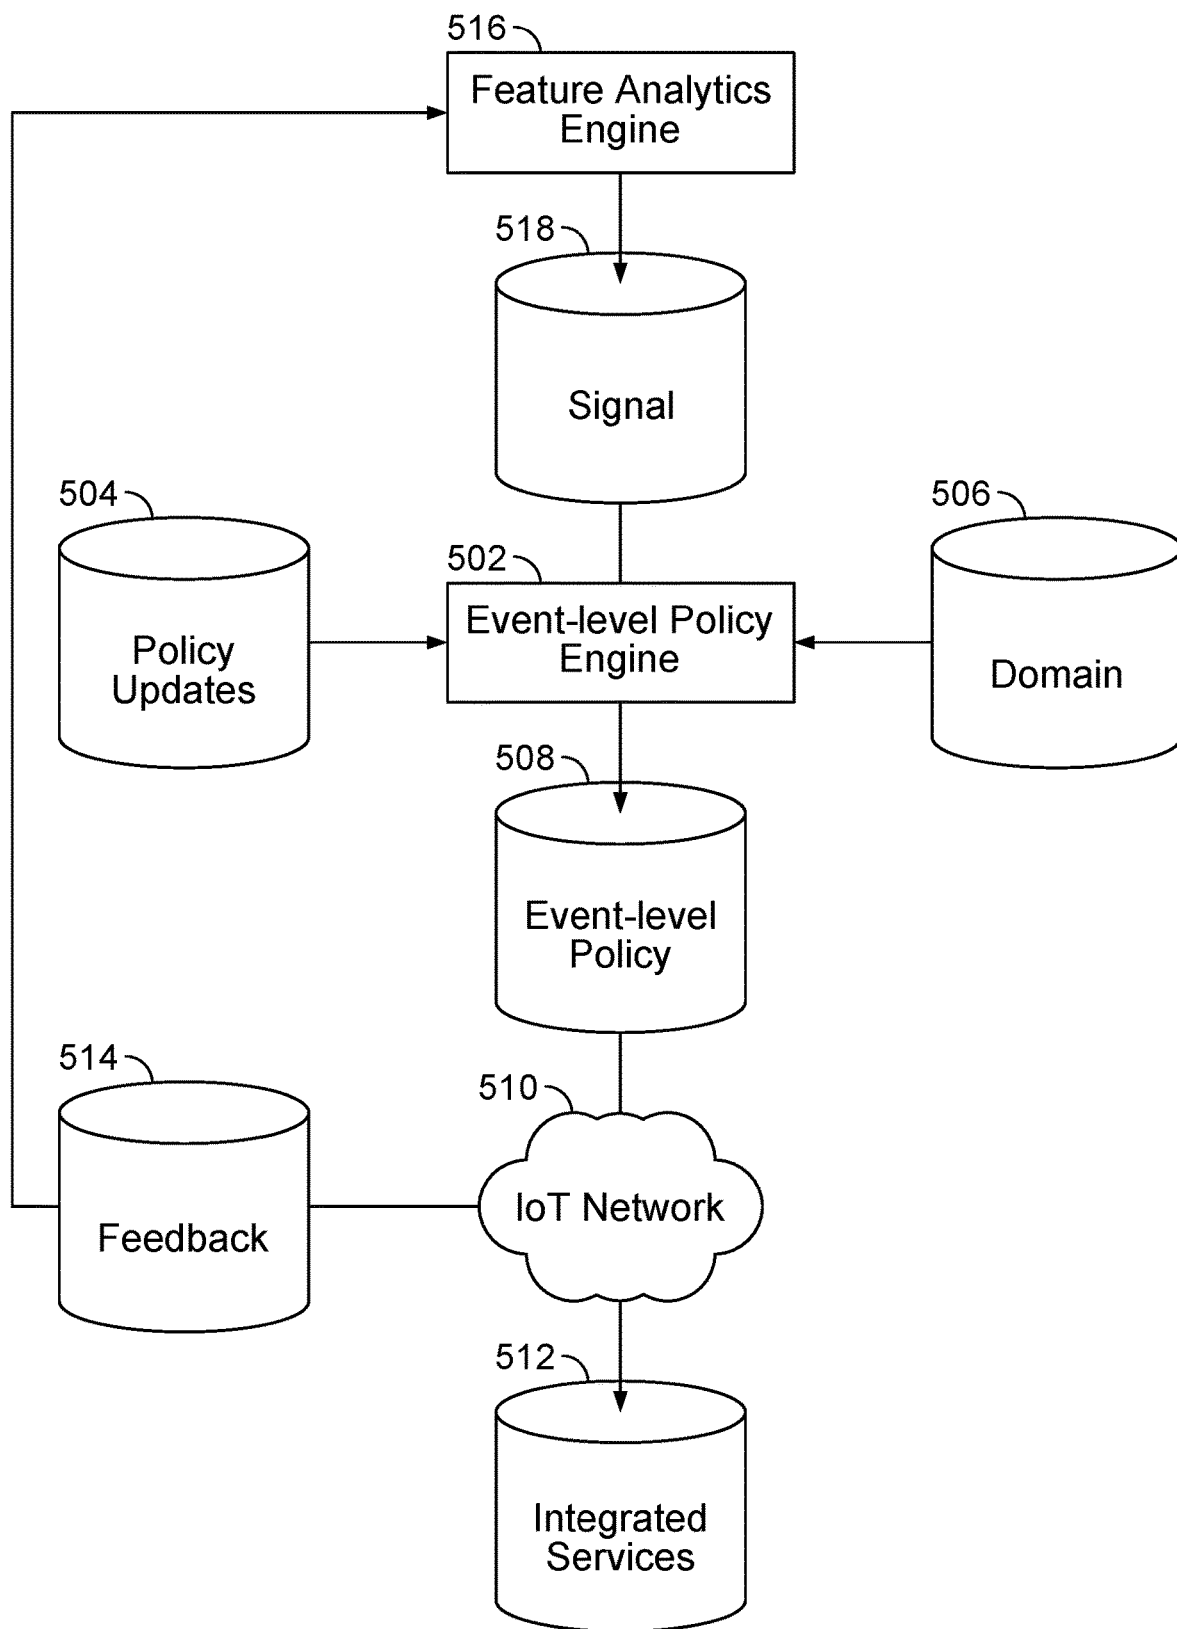 516
Feature Analytics
Engine
518
Signal
504
Policy
Updates
502
Event-level Policy
Engine
506
Domain
508
Event-level
Policy
514
Feedback
510
IoT Network
512
Integrated
Services